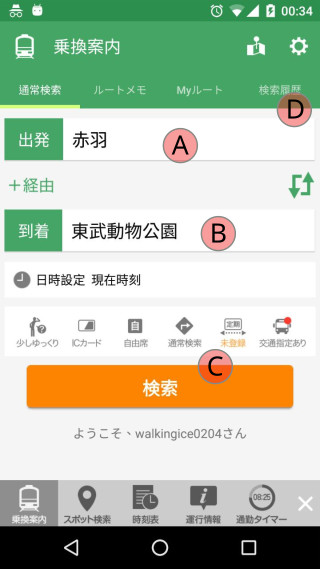 00:34
乗換案内
通常検索 ルートメモ Myルート 検索履歴
D
出発 赤羽
A
+経由
到着 東武動物公園
B
日時設定 現在時刻
少しゆっくり ICカード 自由席 通常検索 定期 未登録 交通指定あり
C
検索
ようこそ、walkingice0204さん
08:25
乗換案内 スポット検索 時刻表 運行情報 通勤タイマー